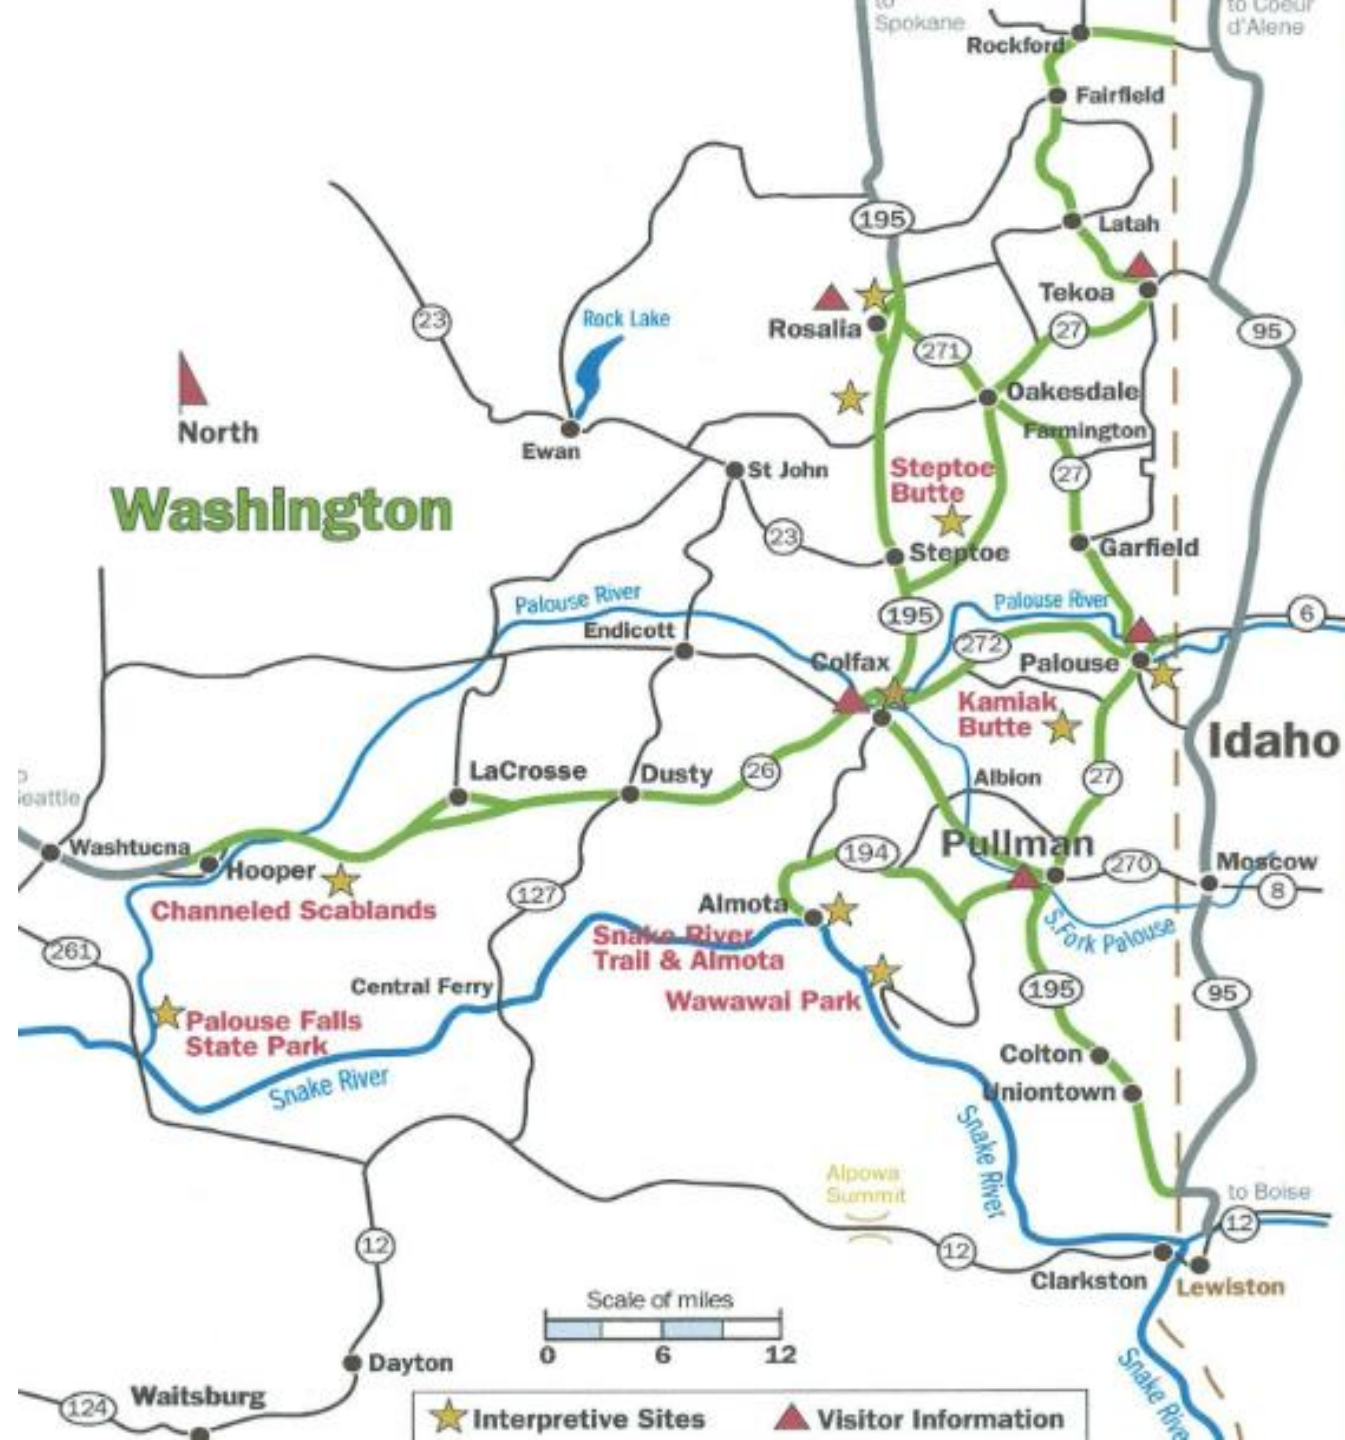 to
Spokane
to Coeur
d'Alene
Rockford
Fairfield
195
Latah
Tekoa
23
Rock Lake
Rosalia
27
95
271
North
Oakesdale
Ewan
Farmington
St John
Steptoe
Butte
27
Washington
23
Steptoe
Garfield
Palouse River
195
Palouse River
6
Endicott
272
Colfax
Palouse
Kamiak
Butte
Idaho
LaCrosse
Dusty
26
Albion
27
Washtucna
Pullman
194
270
Moscow
8
Hooper
127
Almota
Channeled Scablands
S.Fork Palouse
Snake River
Trail & Almota
261
Central Ferry
Wawawai Park
195
95
Palouse Falls
State Park
Colton
Snake River
Uniontown
Snake River
Alpowa
Summit
to Boise
12
12
12
Clarkston
Lewiston
Scale of miles
0 6 12
Dayton
Snake
Waitsburg
124
Interpretive Sites
Visitor Information